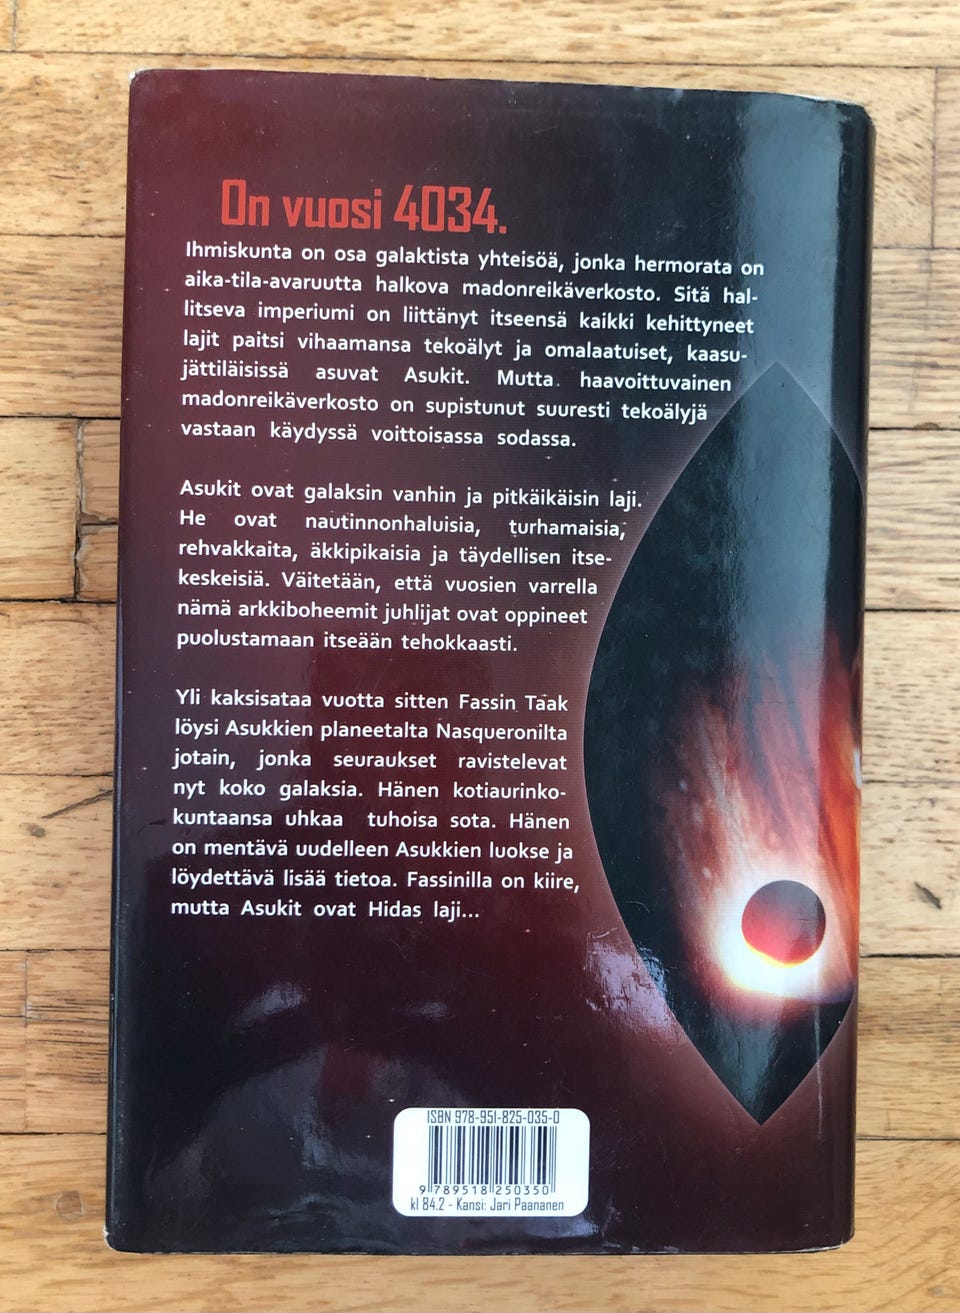 On vuosi 4034.
Ihmiskunta on osa galaktista yhteisöä, jonka hermorata on
aika-tila-avaruutta halkova madonreikäverkosto. Sitä hal-
litseva imperiumi on liittänyt itseensä kaikki kehittyneet
lajit paitsi vihaamansa tekoälyt ja omalaatuiset, kaasu-
jättiläisissä asuvat Asukit. Mutta haavoittuvainen
madonreikäverkosto on supistunut suuresti tekoälyjä
vastaan käydyssä voittoisassa sodassa.
Asukit ovat galaksin vanhin ja pitkäikäisin laji.
He ovat nautinnonhaluisia, turhamaisia,
rehvakkaita, äkkipikaisia ja täydellisen itse-
keskeisiä. Väitetään, että vuosien varrella
nämä arkkiboheemit juhlijat ovat oppineet
puolustamaan itseään tehokkaasti.
Yli kaksisataa vuotta sitten Fassin Taak
löysi Asukkien planeetalta Nasqueronilta
jotain, jonka seuraukset ravistelevat
nyt koko galaksia. Hänen kotiaurinko-
kuntaansa uhkaa tuhoisa sota. Hänen
on mentävä uudelleen Asukkien luokse ja
löydettävä lisää tietoa. Fassinilla on kiire,
mutta Asukit ovat Hidas laji...
ISBN 978-951-825-035-0
9 789518 250350
kl 84.2 - Kansi: Jari Paananen